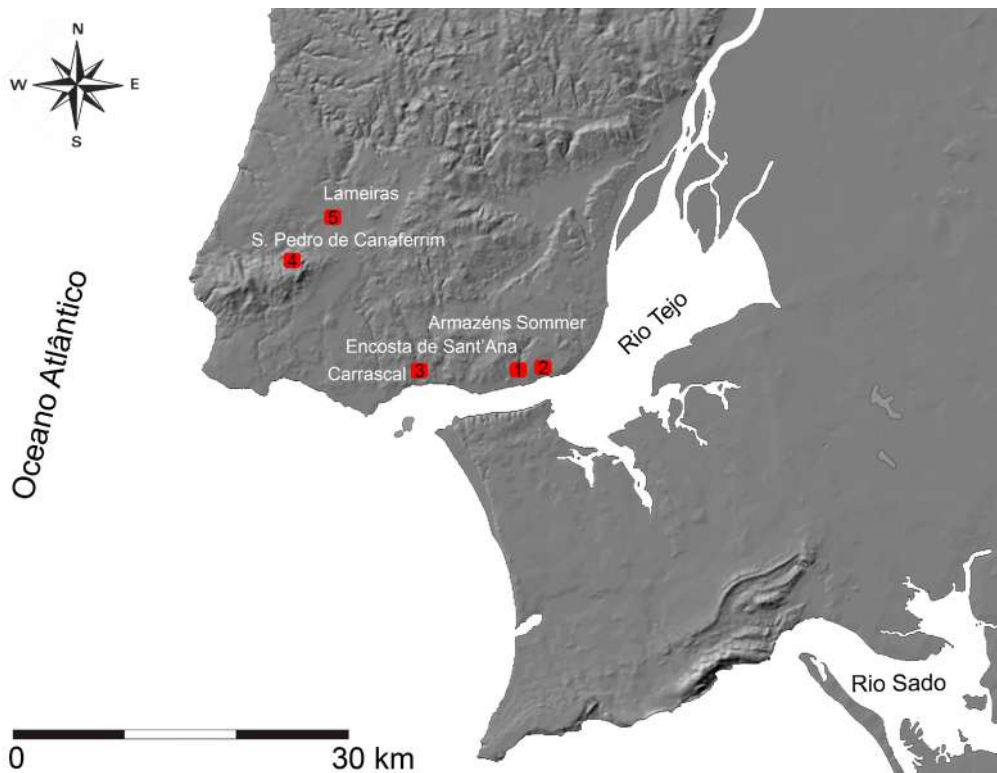 N
W E
S
Lameiras
5
S. Pedro de Canaferrim
4
Oceano Atlântico
Rio Tejo
Armazéns Sommer
Encosta de Sant'Ana
Carrascal 3 1 2
Rio Sado
0 30 km